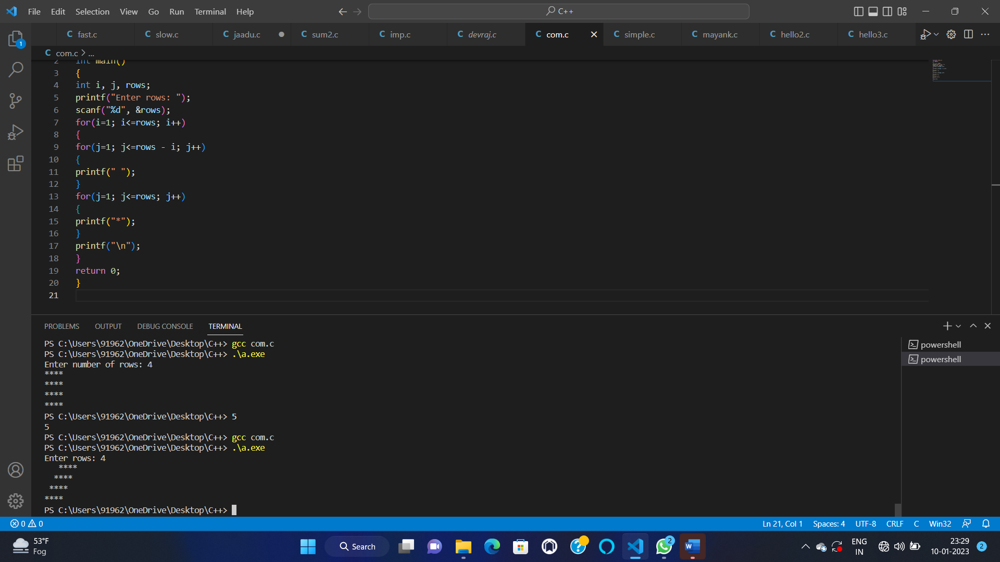 File Edit Selection View Go Run Terminal Help
C++
C fast.c C slow.c C jaadu.c C sum2.c C imp.c C devraj.c C com.c C simple.c C mayank.c C hello2.c C hello3.c
1
C com.c > ...
2 int main()
3 {
4 int i, j, rows;
5 printf("Enter rows: ");
6 scanf("%d", &rows);
7 for(i=1; i<=rows; i++)
8 {
9 for(j=1; j<=rows - i; j++)
10 {
11 printf(" ");
12 }
13 for(j=1; j<=rows; j++)
14 {
15 printf("*");
16 }
17 printf("\n");
18 }
19 return 0;
20 }
21
PROBLEMS OUTPUT DEBUG CONSOLE TERMINAL
PS C:\Users\91962\OneDrive\Desktop\C++> gcc com.c
PS C:\Users\91962\OneDrive\Desktop\C++> .\a.exe
Enter number of rows: 4
****
****
****
****
PS C:\Users\91962\OneDrive\Desktop\C++> 5
5
PS C:\Users\91962\OneDrive\Desktop\C++> gcc com.c
PS C:\Users\91962\OneDrive\Desktop\C++> .\a.exe
Enter rows: 4
   ****
  ****
 ****
****
PS C:\Users\91962\OneDrive\Desktop\C++>
powershell
powershell
0 0 Ln 21, Col 1 Spaces: 4 UTF-8 CRLF C Win32
53°F
Fog
Search
2
W
ENG
IN
23:29
10-01-2023
2